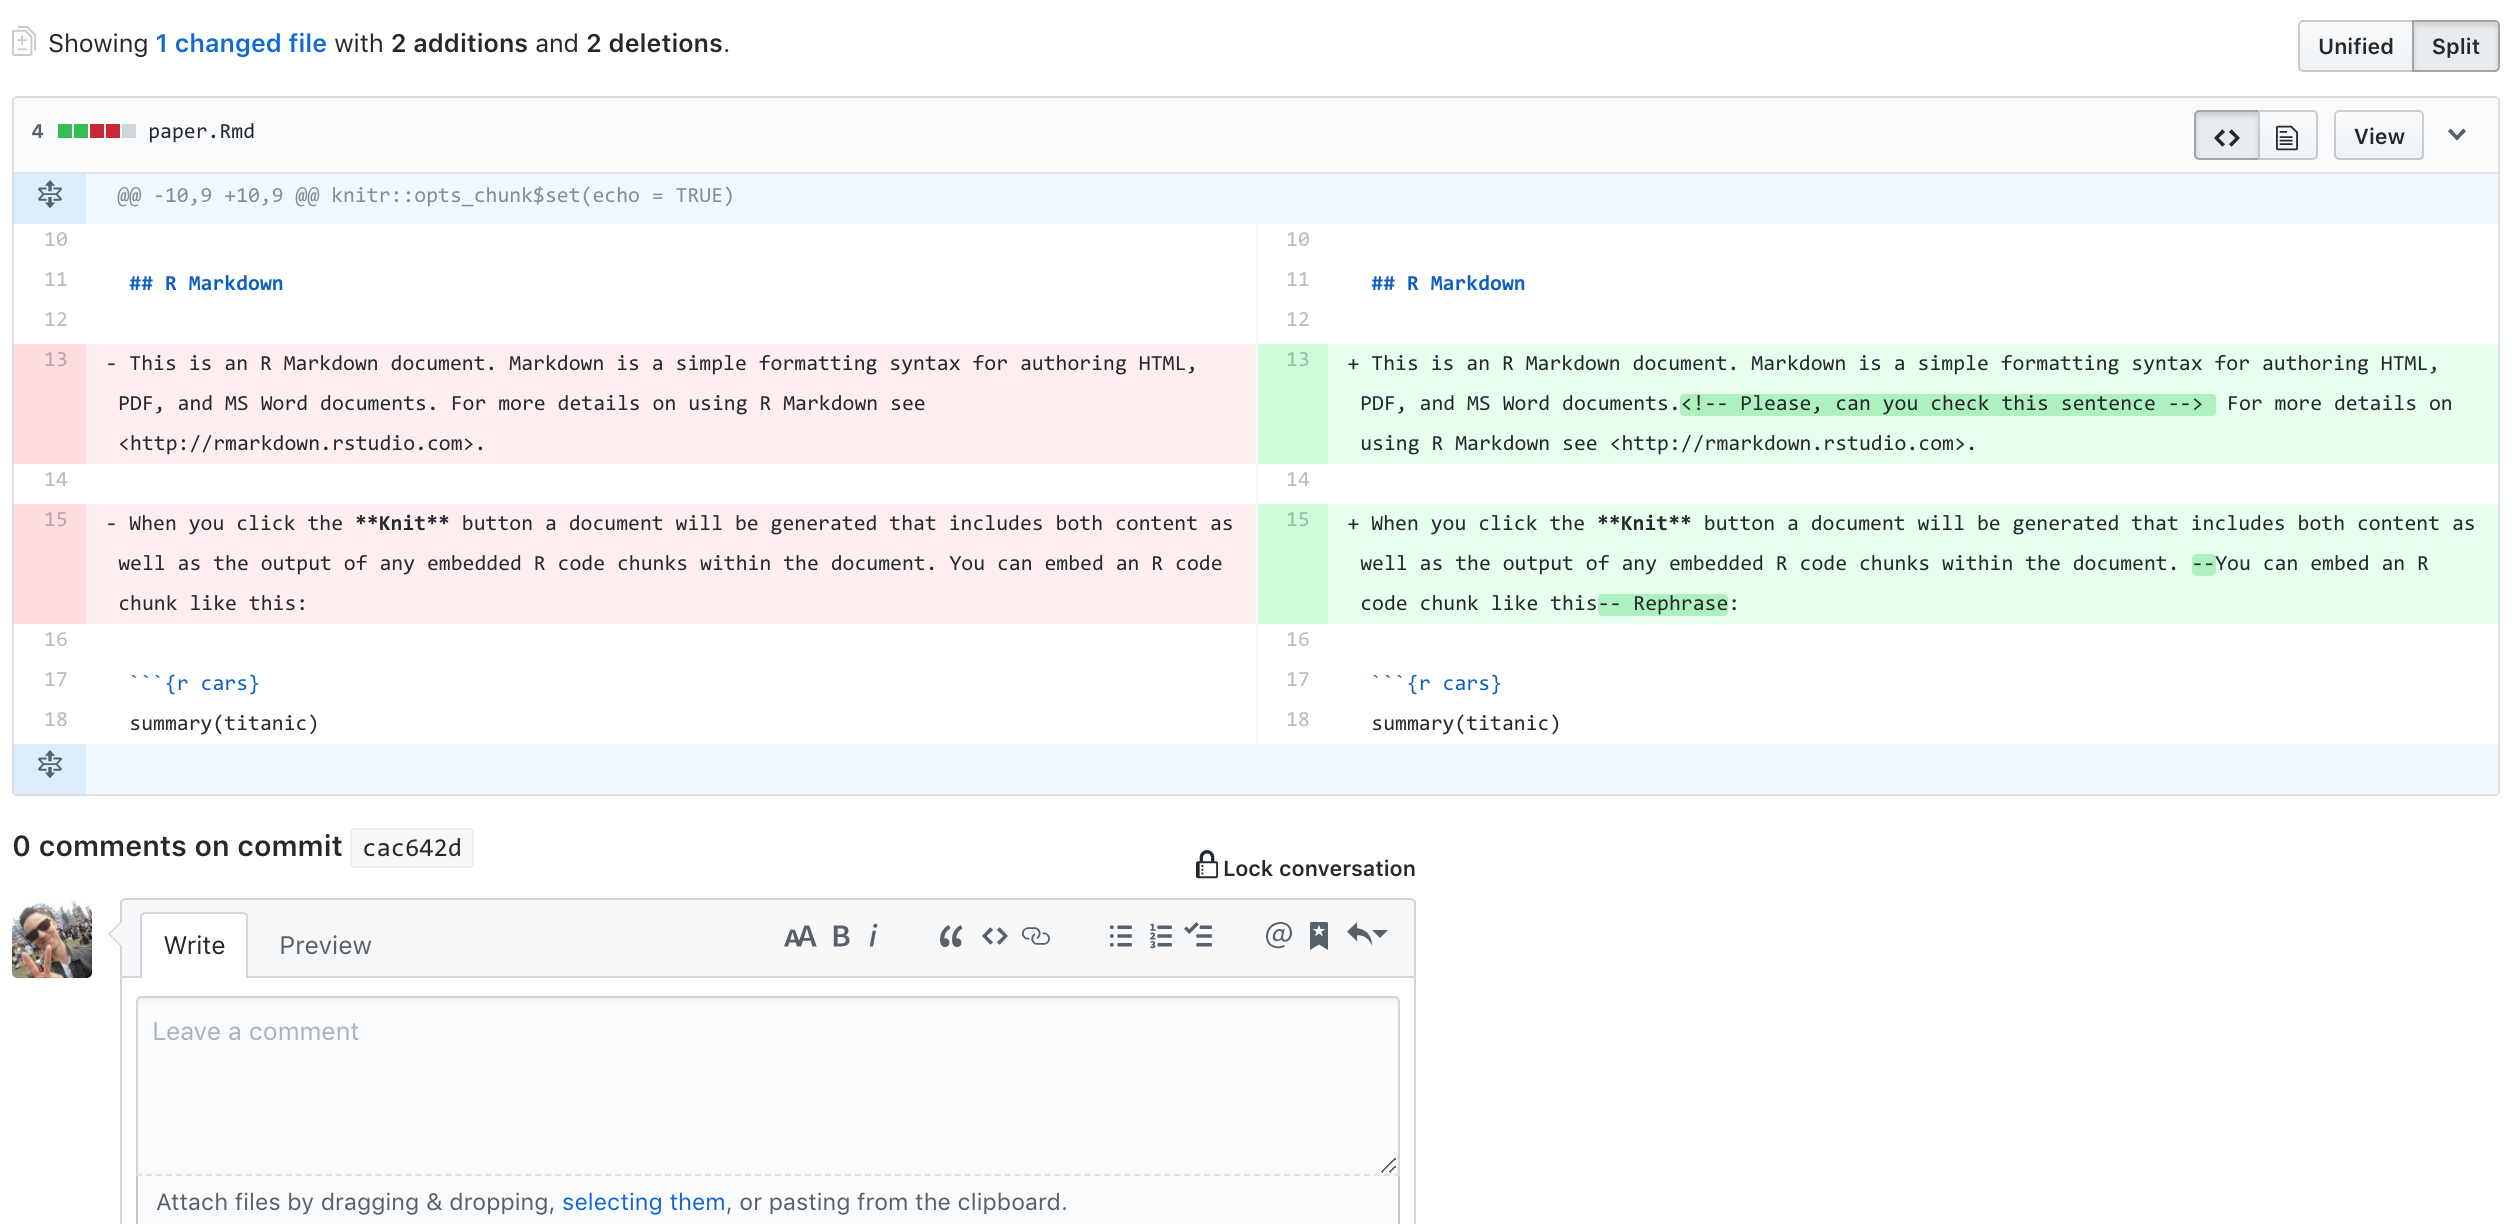 Showing 1 changed file with 2 additions and 2 deletions.
Unified Split
4 paper.Rmd
View
@@ -10,9 +10,9 @@ knitr::opts_chunk$set(echo = TRUE)
10
11 ## R Markdown
12
13 - This is an R Markdown document. Markdown is a simple formatting syntax for authoring HTML,
PDF, and MS Word documents. For more details on using R Markdown see
<http://rmarkdown.rstudio.com>.
14
15 - When you click the **Knit** button a document will be generated that includes both content as
well as the output of any embedded R code chunks within the document. You can embed an R code
chunk like this:
16
17 ```{r cars}
18 summary(titanic)
10
11 ## R Markdown
12
13 + This is an R Markdown document. Markdown is a simple formatting syntax for authoring HTML,
PDF, and MS Word documents.<!-- Please, can you check this sentence --> For more details on
using R Markdown see <http://rmarkdown.rstudio.com>.
14
15 + When you click the **Knit** button a document will be generated that includes both content as
well as the output of any embedded R code chunks within the document. --You can embed an R
code chunk like this-- Rephrase:
16
17 ```{r cars}
18 summary(titanic)
0 comments on commit cac642d
Lock conversation
Write Preview
Leave a comment
Attach files by dragging & dropping, selecting them, or pasting from the clipboard.